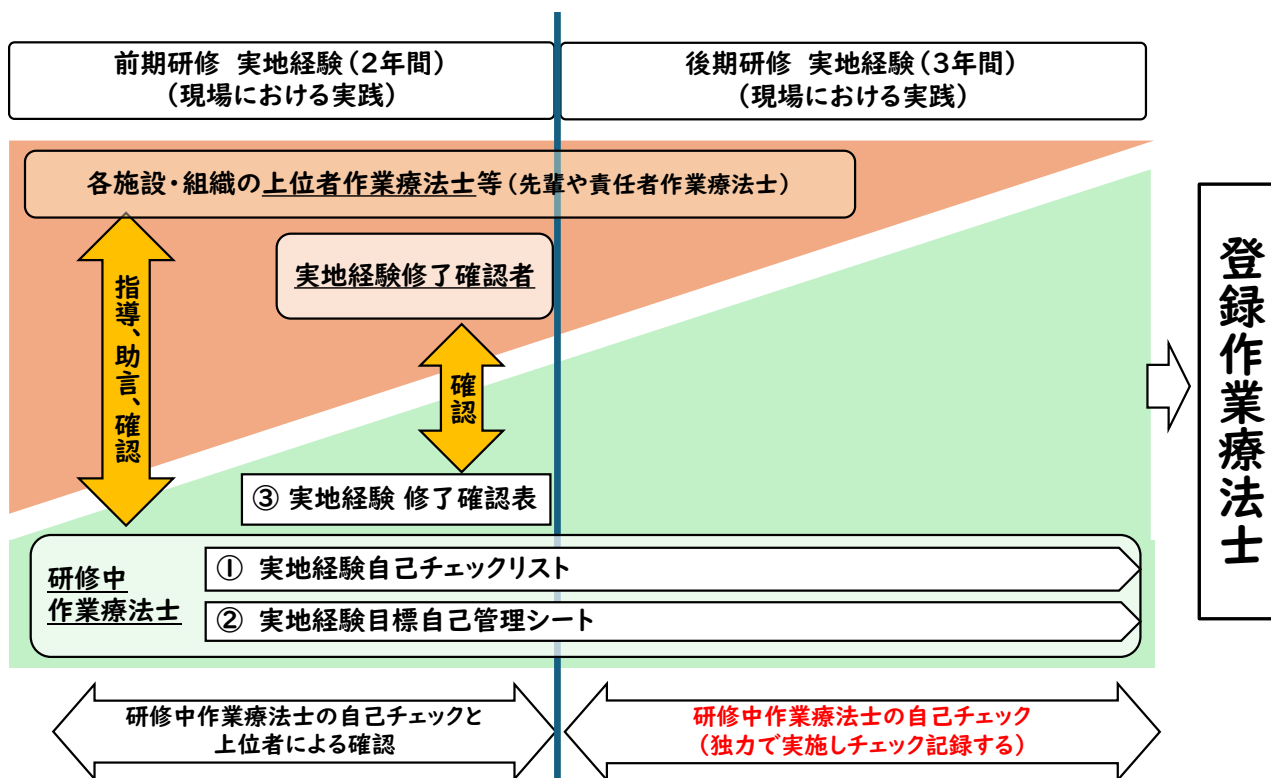 前期研修 実地経験(2年間)
(現場における実践)
後期研修 実地経験(3年間)
(現場における実践)
各施設・組織の上位者作業療法士等(先輩や責任者作業療法士)
実地経験修了確認者
指導、助言、確認
確認
③ 実地経験 修了確認表
研修中
作業療法士
① 実地経験自己チェックリスト
② 実地経験目標自己管理シート
登録作業療法士
研修中作業療法士の自己チェックと
上位者による確認
研修中作業療法士の自己チェック
(独力で実施しチェック記録する)